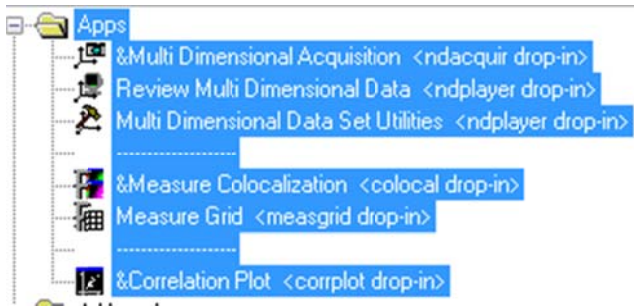 Apps
&Multi Dimensional Acquisition <ndacquir drop-in>
Review Multi Dimensional Data <ndplayer drop-in>
Multi Dimensional Data Set Utilities <ndplayer drop-in>
--------------------
&Measure Colocalization <colocal drop-in>
Measure Grid <measgrid drop-in>
--------------------
&Correlation Plot <corrplot drop-in>